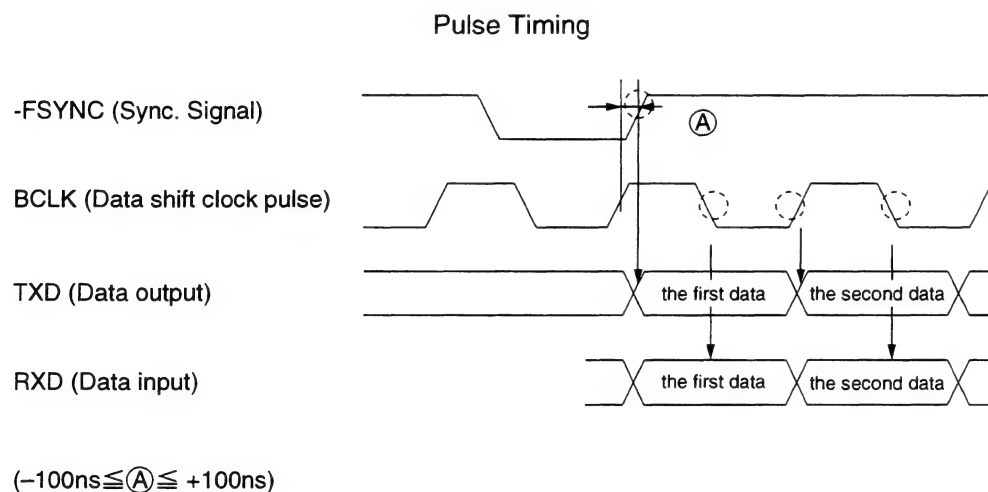 Pulse Timing
-FSYNC (Sync. Signal)
Ⓐ
BCLK (Data shift clock pulse)
TXD (Data output)
the first data
the second data
RXD (Data input)
the first data
the second data
(–100ns≦Ⓐ≦ +100ns)